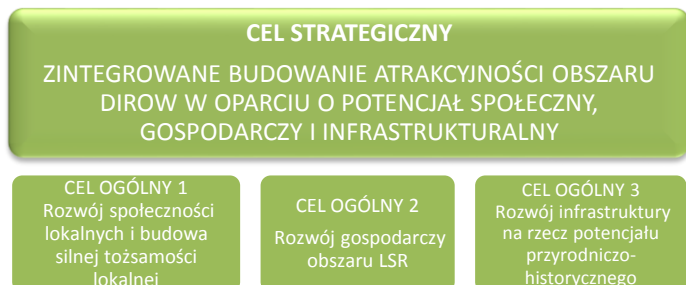 CEL STRATEGICZNY
ZINTEGROWANE BUDOWANIE ATRAKCYJNOŚCI OBSZARU
DIROW W OPARCIU O POTENCJAŁ SPOŁECZNY,
GOSPODARCZY I INFRASTRUKTURALNY
CEL OGÓLNY 1
Rozwój społeczności
lokalnych i budowa
silnej tożsamości
lokalnej
CEL OGÓLNY 2
Rozwój gospodarczy
obszaru LSR
CEL OGÓLNY 3
Rozwój infrastruktury
na rzecz potencjału
przyrodniczo-
historycznego